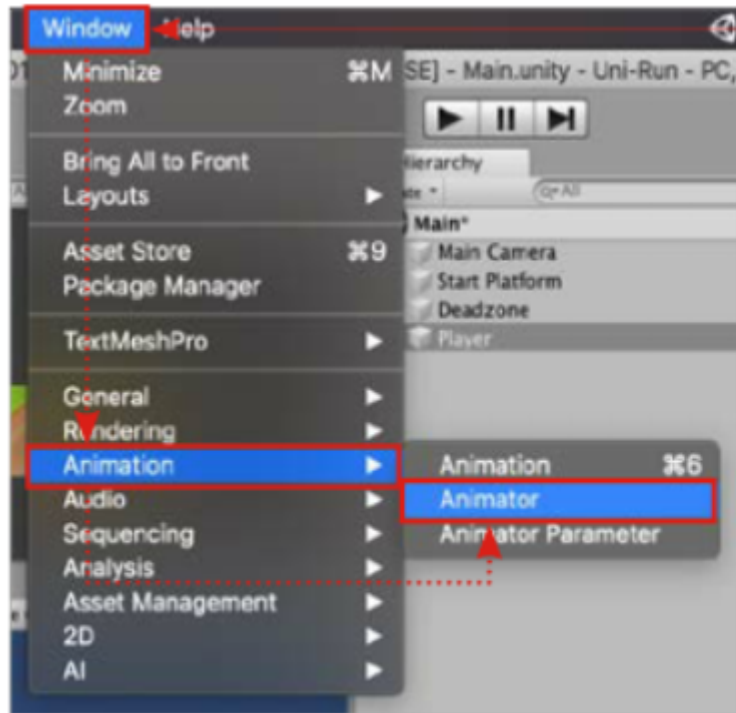 Window Help
Minimize ⌘M
SE] - Main.unity - Uni-Run - PC,
Zoom
Bring All to Front
Hierarchy
Layouts
All
Main*
Asset Store ⌘9
Main Camera
Package Manager
Start Platform
Deadzone
TextMeshPro
Player
General
Rendering
Animation
Animation ⌘6
Audio
Animator
Sequencing
Animator Parameter
Analysis
Asset Management
2D
AI